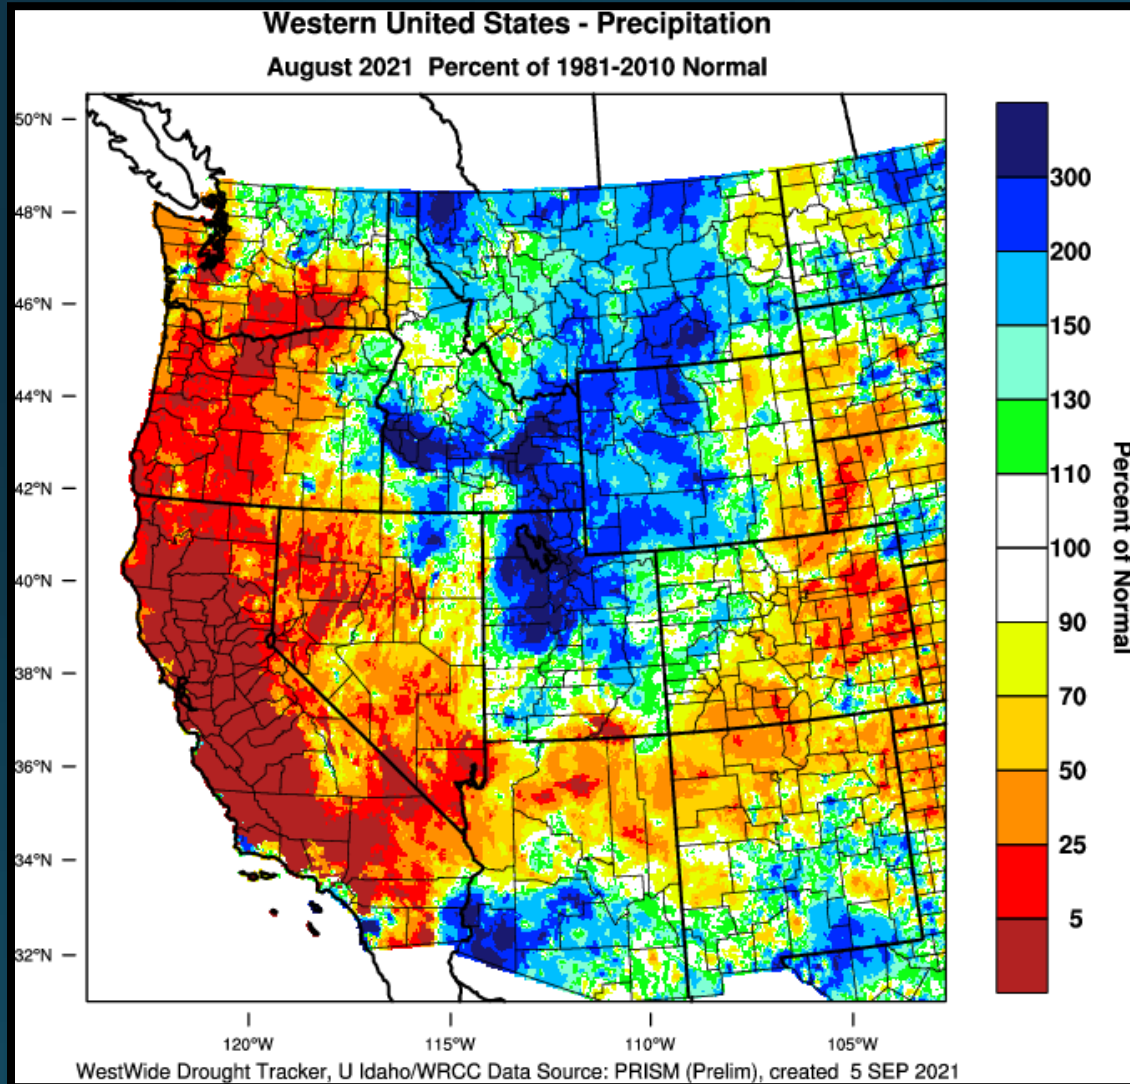 Western United States - Precipitation
August 2021 Percent of 1981-2010 Normal
50°N
48°N
46°N
44°N
42°N
40°N
38°N
36°N
34°N
32°N
120°W
115°W
110°W
105°W
300
200
150
130
110
100
90
70
50
25
5
Percent of Normal
WestWide Drought Tracker, U Idaho/WRCC Data Source: PRISM (Prelim), created 5 SEP 2021